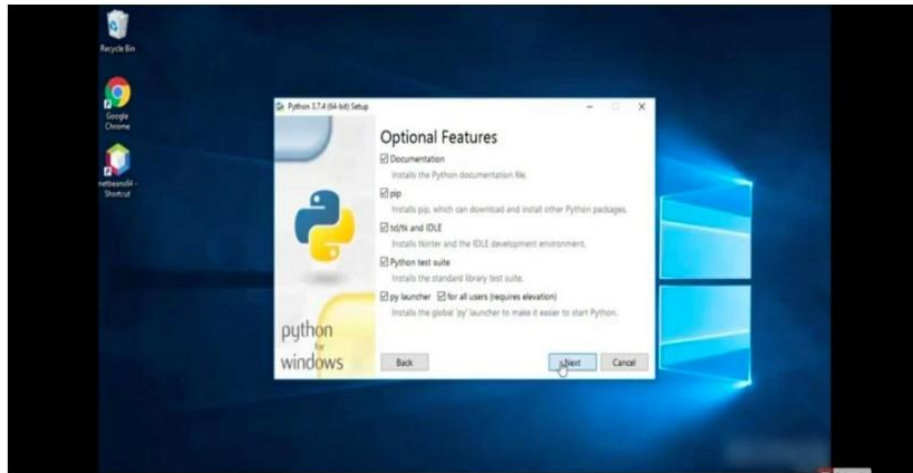 Recycle Bin
Google
Chrome
netbeans64 -
Shortcut
Python 3.7.4 (64-bit) Setup
Optional Features
Documentation
Installs the Python documentation file.
pip
Installs pip, which can download and install other Python packages.
td/tk and IDLE
Installs tkinter and the IDLE development environment.
Python test suite
Installs the standard library test suite.
py launcher for all users (requires elevation)
Installs the global 'py' launcher to make it easier to start Python.
python
for
windows
Back
Next
Cancel